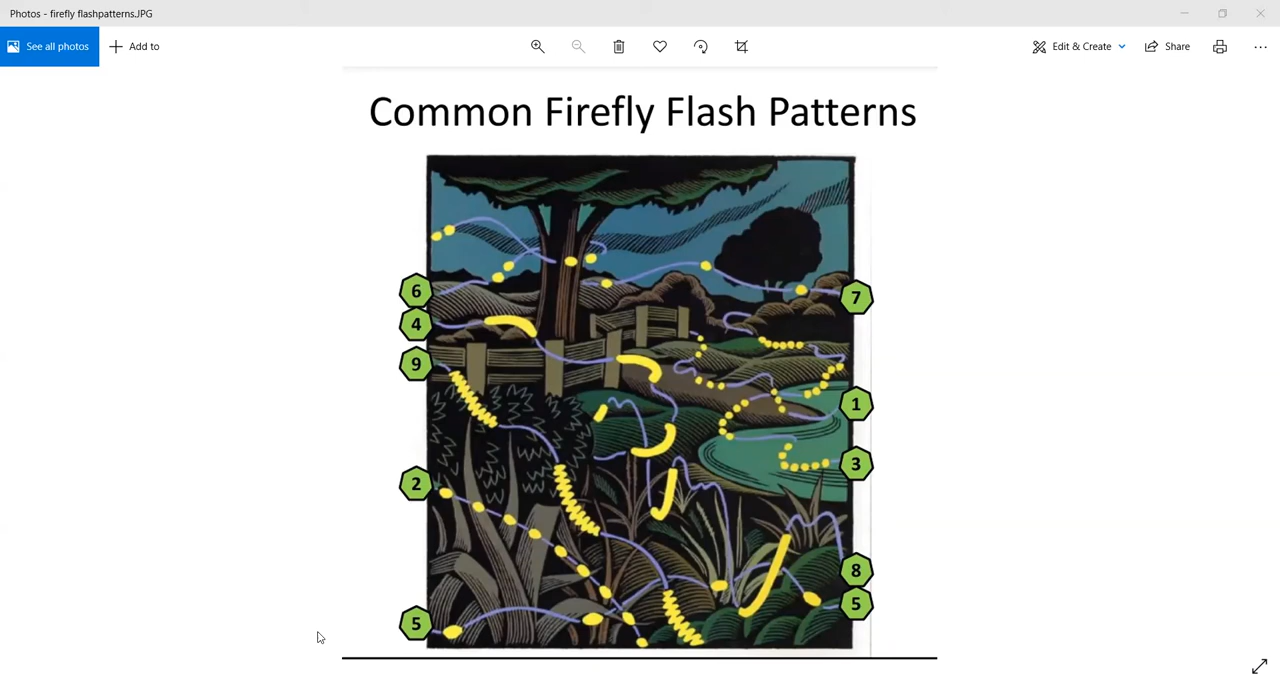 Photos - firefly flashpatterns.JPG
See all photos
Add to
Edit & Create
Share
Common Firefly Flash Patterns
6
7
4
9
1
3
2
8
5
5